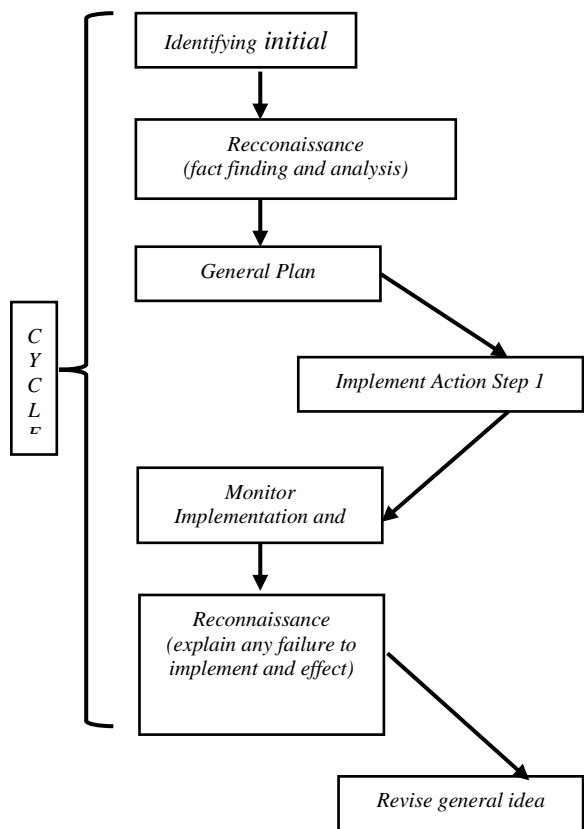 Identifying initial
Recconaissance
(fact finding and analysis)
General Plan
C
Y
C
L
E
Implement Action Step 1
Monitor
Implementation and
Reconnaissance
(explain any failure to
implement and effect)
Revise general idea